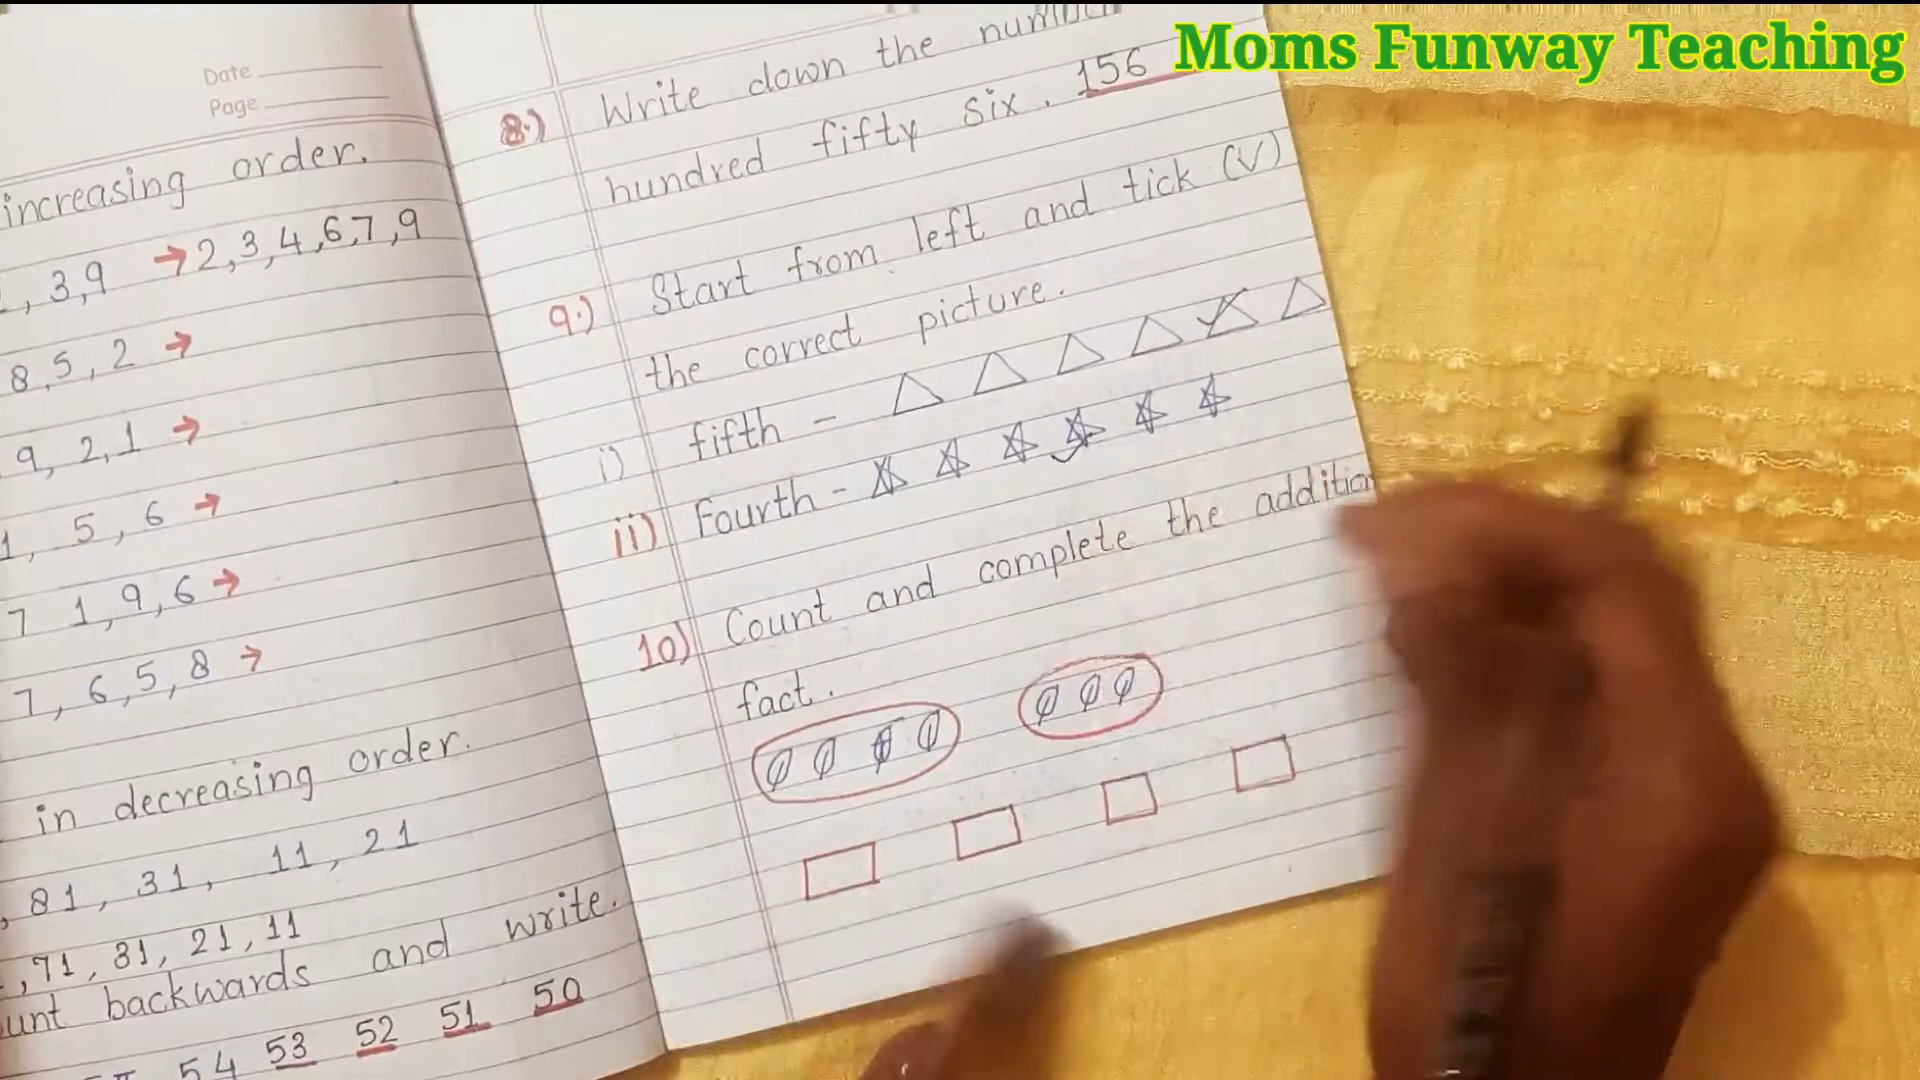 Moms Funway Teaching
Date
Page
increasing order.
, 3,9 → 2,3,4,6,7,9
8,5,2 →
9, 2,1 →
1, 5, 6 →
7 1,9,6 →
7, 6,5,8 →
in decreasing order.
, 81, 31, 11, 21
,71, 31, 21, 11
backwards and write.
54 53 52 51 50
8.) Write down the
hundred fifty six. 156
9.) Start from left and tick (√)
the correct picture.
i) fifth -
ii) Fourth -
10) Count and complete the addition
fact.